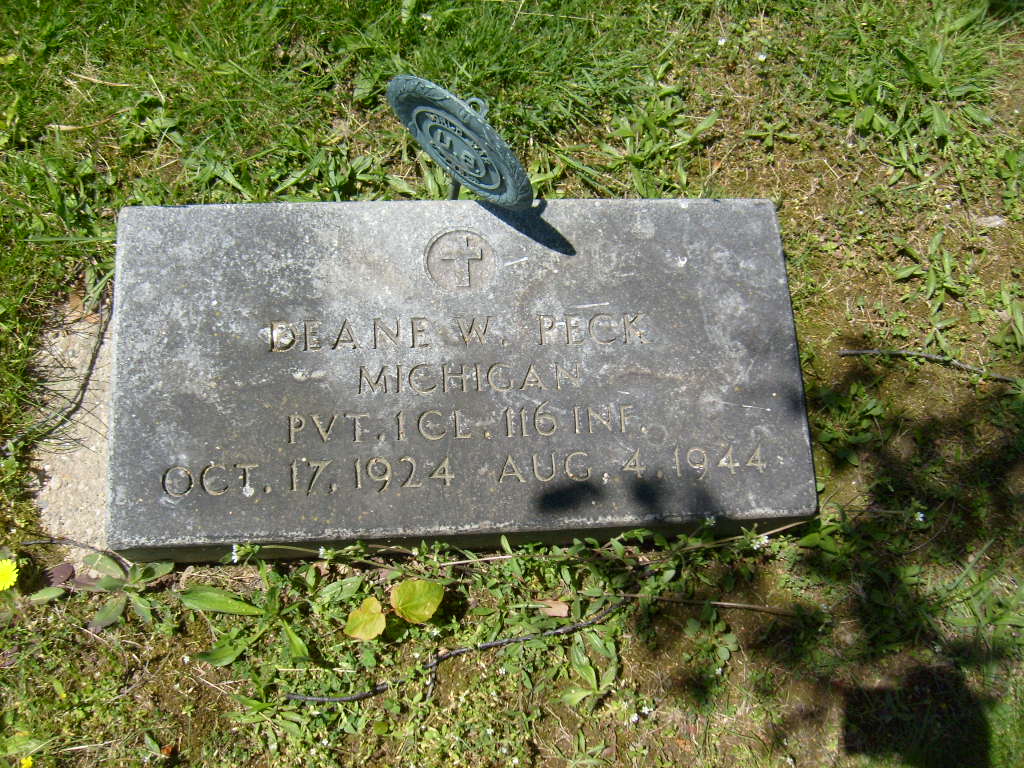 DEANE W. PECK
MICHIGAN
PVT. 1 CL. 116 INF.
OCT. 17, 1924 AUG. 4, 1944